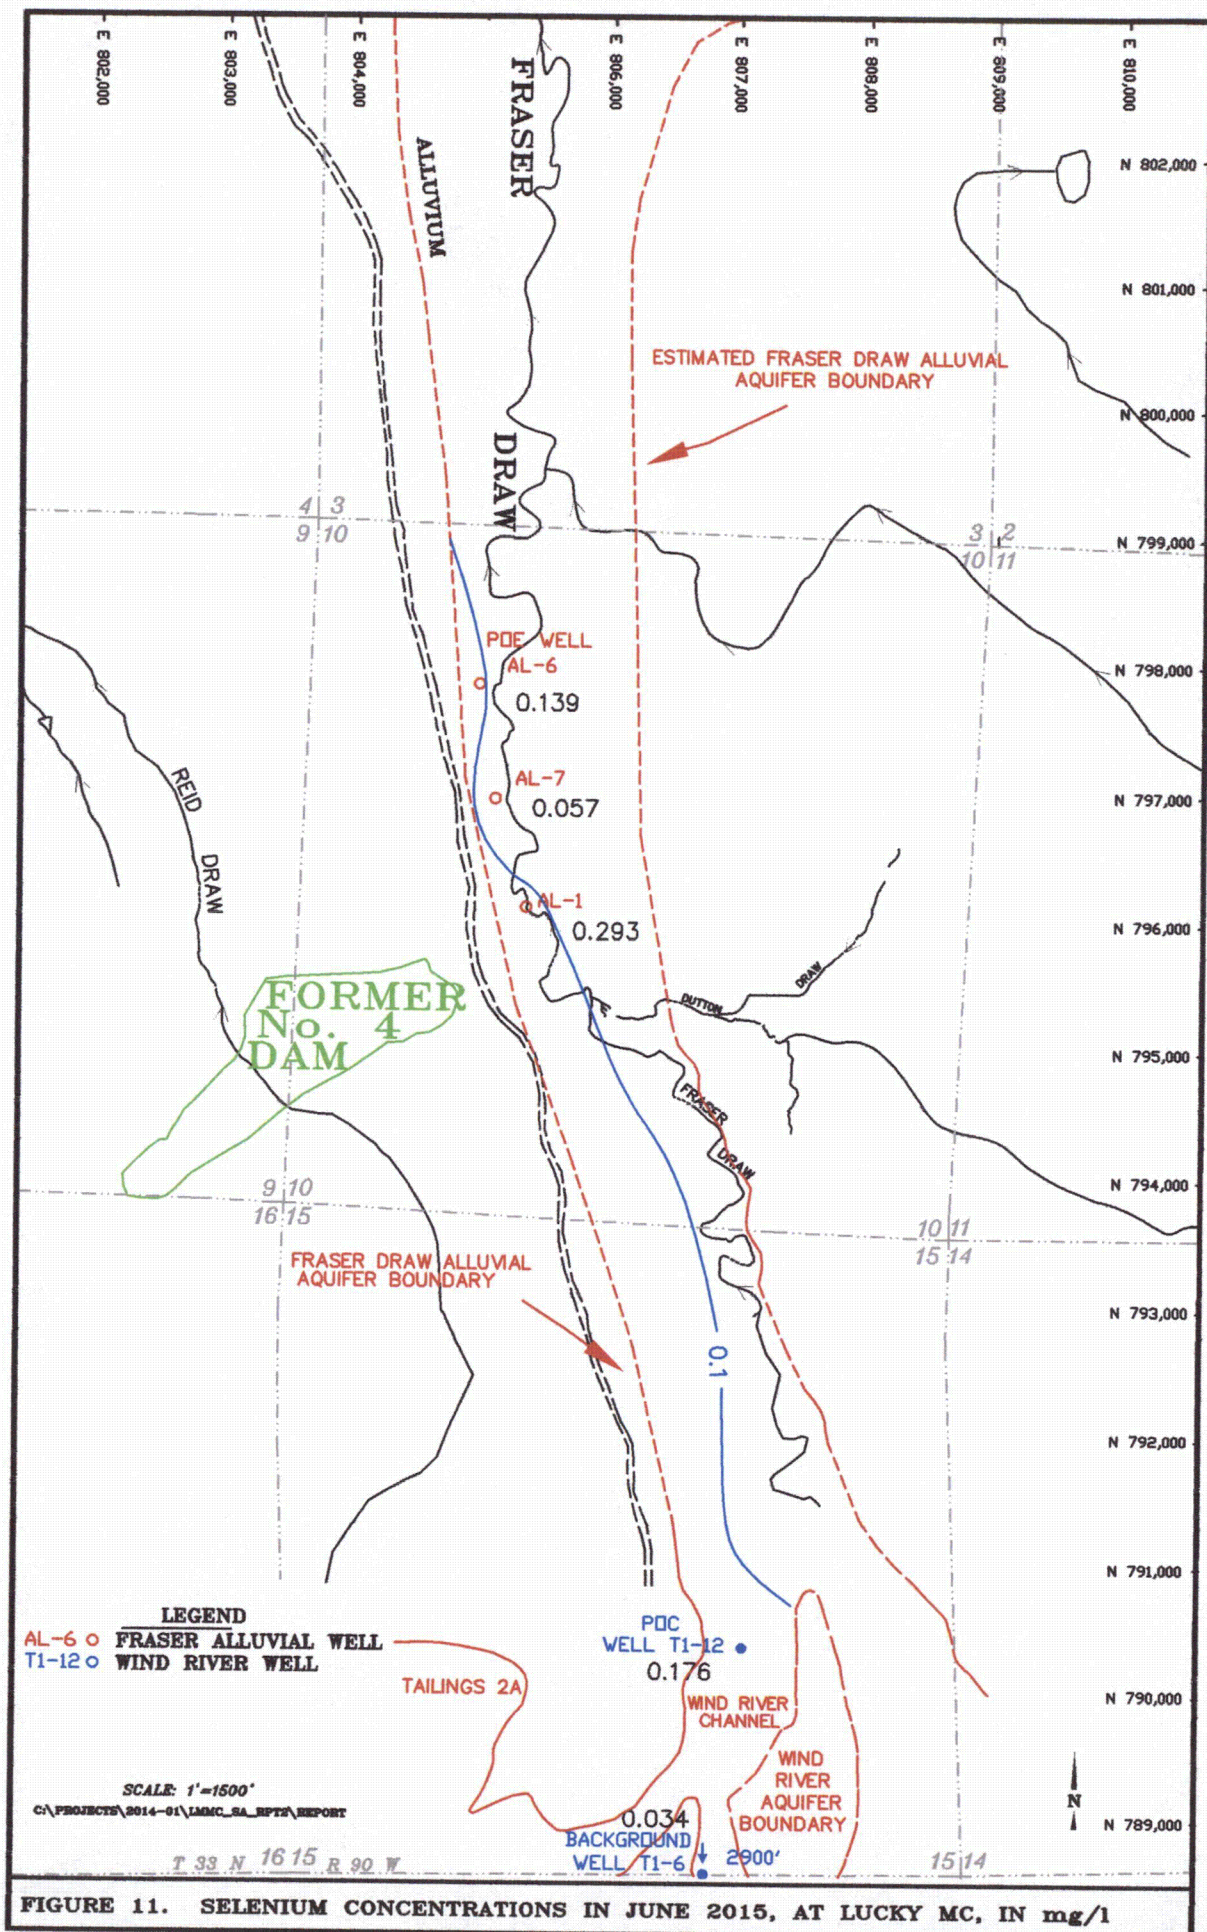 E 802,000
E 803,000
E 804,000
E 806,000
E 807,000
E 808,000
E 809,000
E 810,000
FRASER
ALLUVIUM
N 802,000
N 801,000
ESTIMATED FRASER DRAW ALLUVIAL
AQUIFER BOUNDARY
N 800,000
DRAW
4 3
9 10
3 2
10 11
N 799,000
POE WELL
AL-6
0.139
N 798,000
REID
DRAW
AL-7
0.057
N 797,000
AL-1
0.293
N 796,000
FORMER
No. 4
DAM
DUTTON
DRAW
N 795,000
FRASER
DRAW
9 10
16 15
N 794,000
10 11
15 14
FRASER DRAW ALLUVIAL
AQUIFER BOUNDARY
N 793,000
0.1
N 792,000
N 791,000
LEGEND
AL-6 FRASER ALLUVIAL WELL
T1-12 WIND RIVER WELL
POC
WELL T1-12
0.176
TAILINGS 2A
WIND RIVER
CHANNEL
N 790,000
WIND
RIVER
AQUIFER
BOUNDARY
N
SCALE: 1"=1500'
C:\PROJECTS\2014-01\LMMC_SA_RPTS\REPORT
0.034
BACKGROUND
WELL T1-6
2900'
N 789,000
T 33 N 16 15 R 90 W
15 14
FIGURE 11. SELENIUM CONCENTRATIONS IN JUNE 2015, AT LUCKY MC, IN mg/l